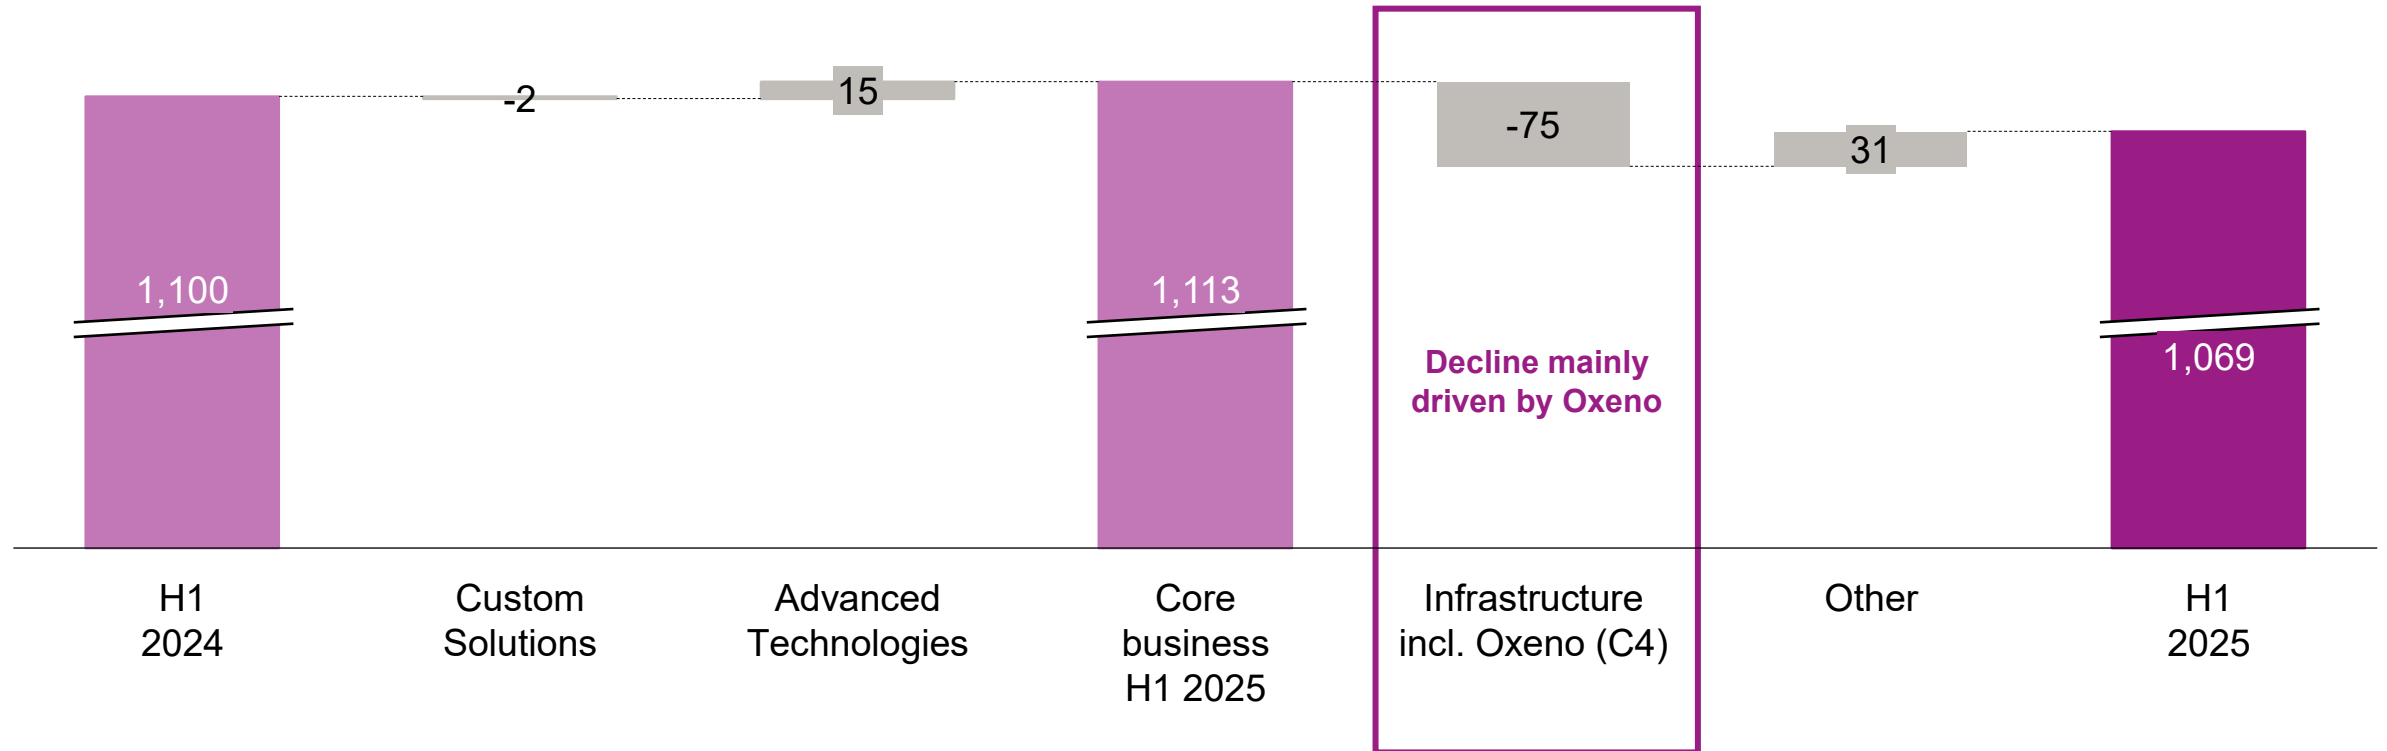 -2
15
-75
31
1,100
1,113
1,069
Decline mainly
driven by Oxeno
H1
2024
Custom
Solutions
Advanced
Technologies
Core
business
H1 2025
Infrastructure
incl. Oxeno (C4)
Other
H1
2025